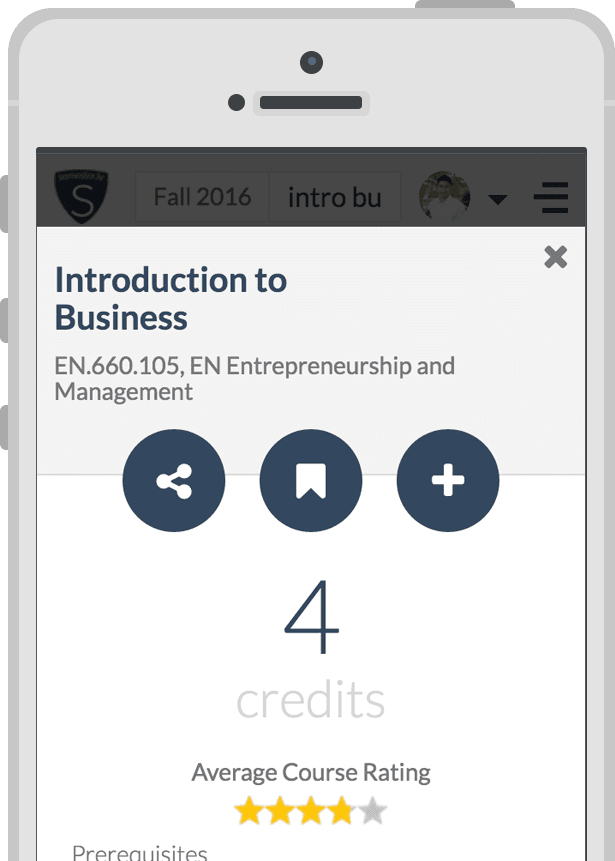 semester.ly
S
Fall 2016
intro bu
Introduction to
Business
EN.660.105, EN Entrepreneurship and
Management
4
credits
Average Course Rating
Prerequisites